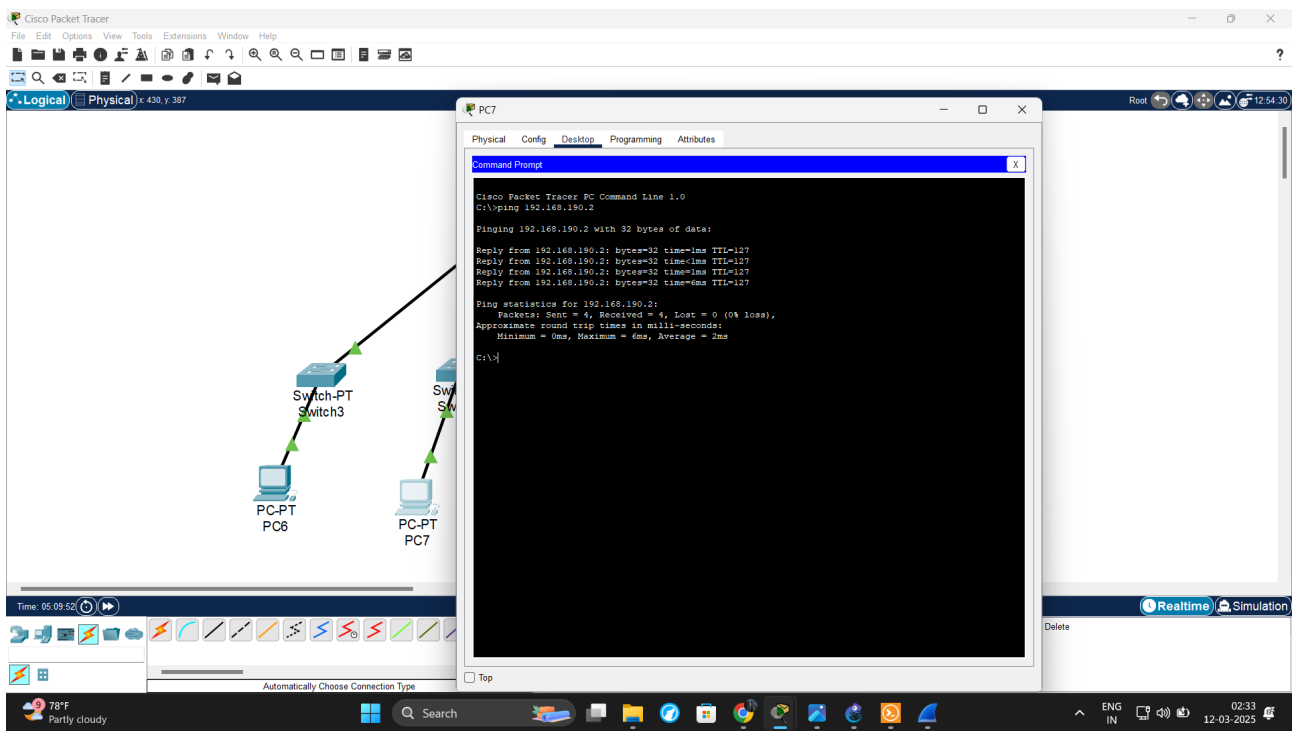 Cisco Packet Tracer
File Edit Options View Tools Extensions Window Help
?
Logical Physical x: 430, y: 387
Root 12:54:30
PC7
Physical Config Desktop Programming Attributes
Command Prompt
X
Cisco Packet Tracer PC Command Line 1.0
C:\>ping 192.168.190.2
Pinging 192.168.190.2 with 32 bytes of data:
Reply from 192.168.190.2: bytes=32 time=1ms TTL=127
Reply from 192.168.190.2: bytes=32 time<1ms TTL=127
Reply from 192.168.190.2: bytes=32 time=1ms TTL=127
Reply from 192.168.190.2: bytes=32 time=6ms TTL=127
Ping statistics for 192.168.190.2:
Packets: Sent = 4, Received = 4, Lost = 0 (0% loss),
Approximate round trip times in milli-seconds:
Minimum = 0ms, Maximum = 6ms, Average = 2ms
C:\>
Switch-PT
Switch3
Swi
Sw
PC-PT
PC6
PC-PT
PC7
Time: 05:09:52
Realtime Simulation
Delete
Automatically Choose Connection Type
Top
9
78°F
Partly cloudy
Search
ENG
IN
02:33
12-03-2025